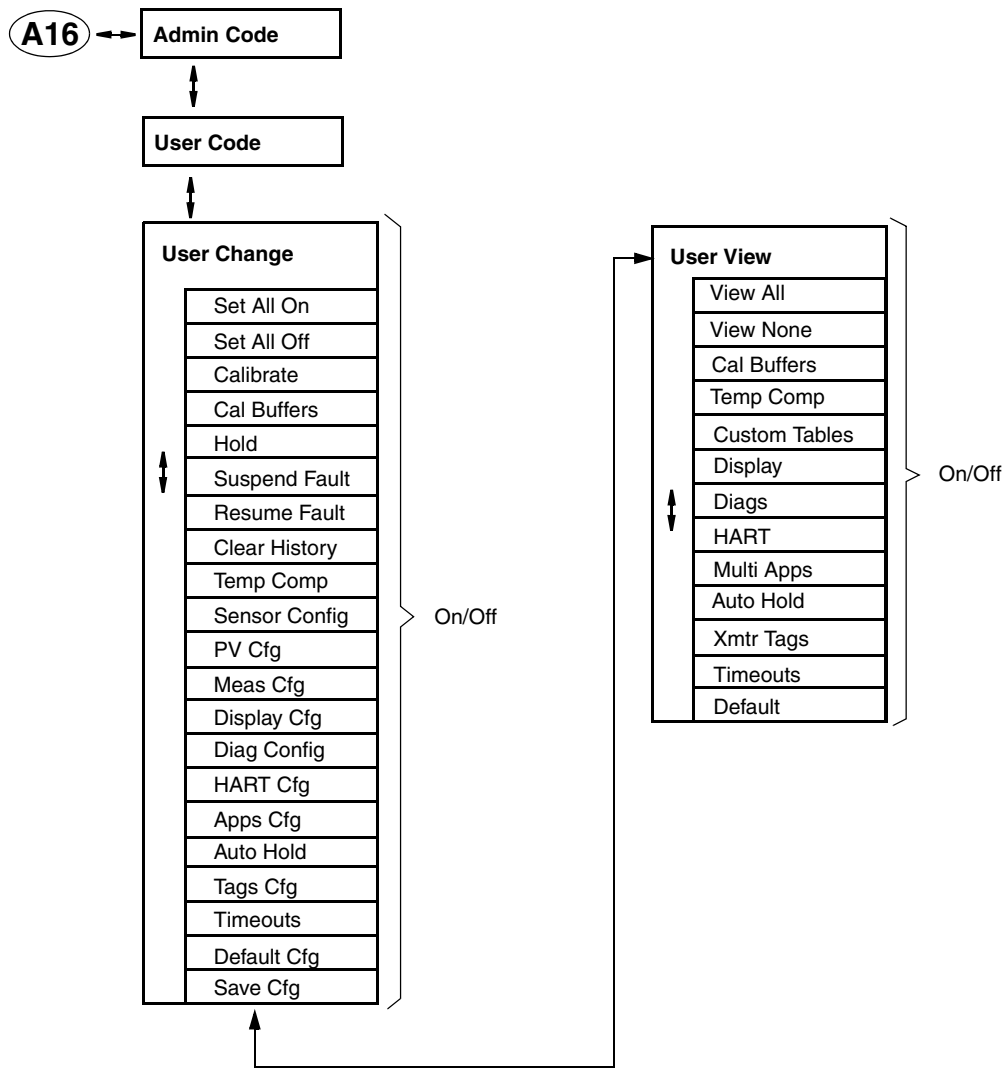 A16
Admin Code
User Code
User Change
Set All On
Set All Off
Calibrate
Cal Buffers
Hold
Suspend Fault
Resume Fault
Clear History
Temp Comp
Sensor Config
PV Cfg
Meas Cfg
Display Cfg
Diag Config
HART Cfg
Apps Cfg
Auto Hold
Tags Cfg
Timeouts
Default Cfg
Save Cfg
On/Off
User View
View All
View None
Cal Buffers
Temp Comp
Custom Tables
Display
Diags
HART
Multi Apps
Auto Hold
Xmtr Tags
Timeouts
Default
On/Off